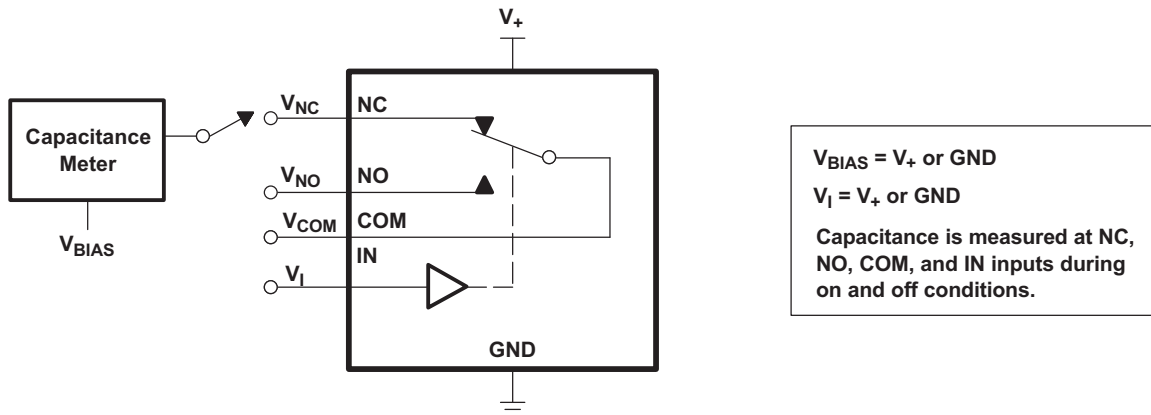 V+
Capacitance
Meter
VBIAS
VNC
NC
VNO
NO
VCOM
COM
IN
VI
GND
VBIAS = V+ or GND
VI = V+ or GND
Capacitance is measured at NC,
NO, COM, and IN inputs during
on and off conditions.